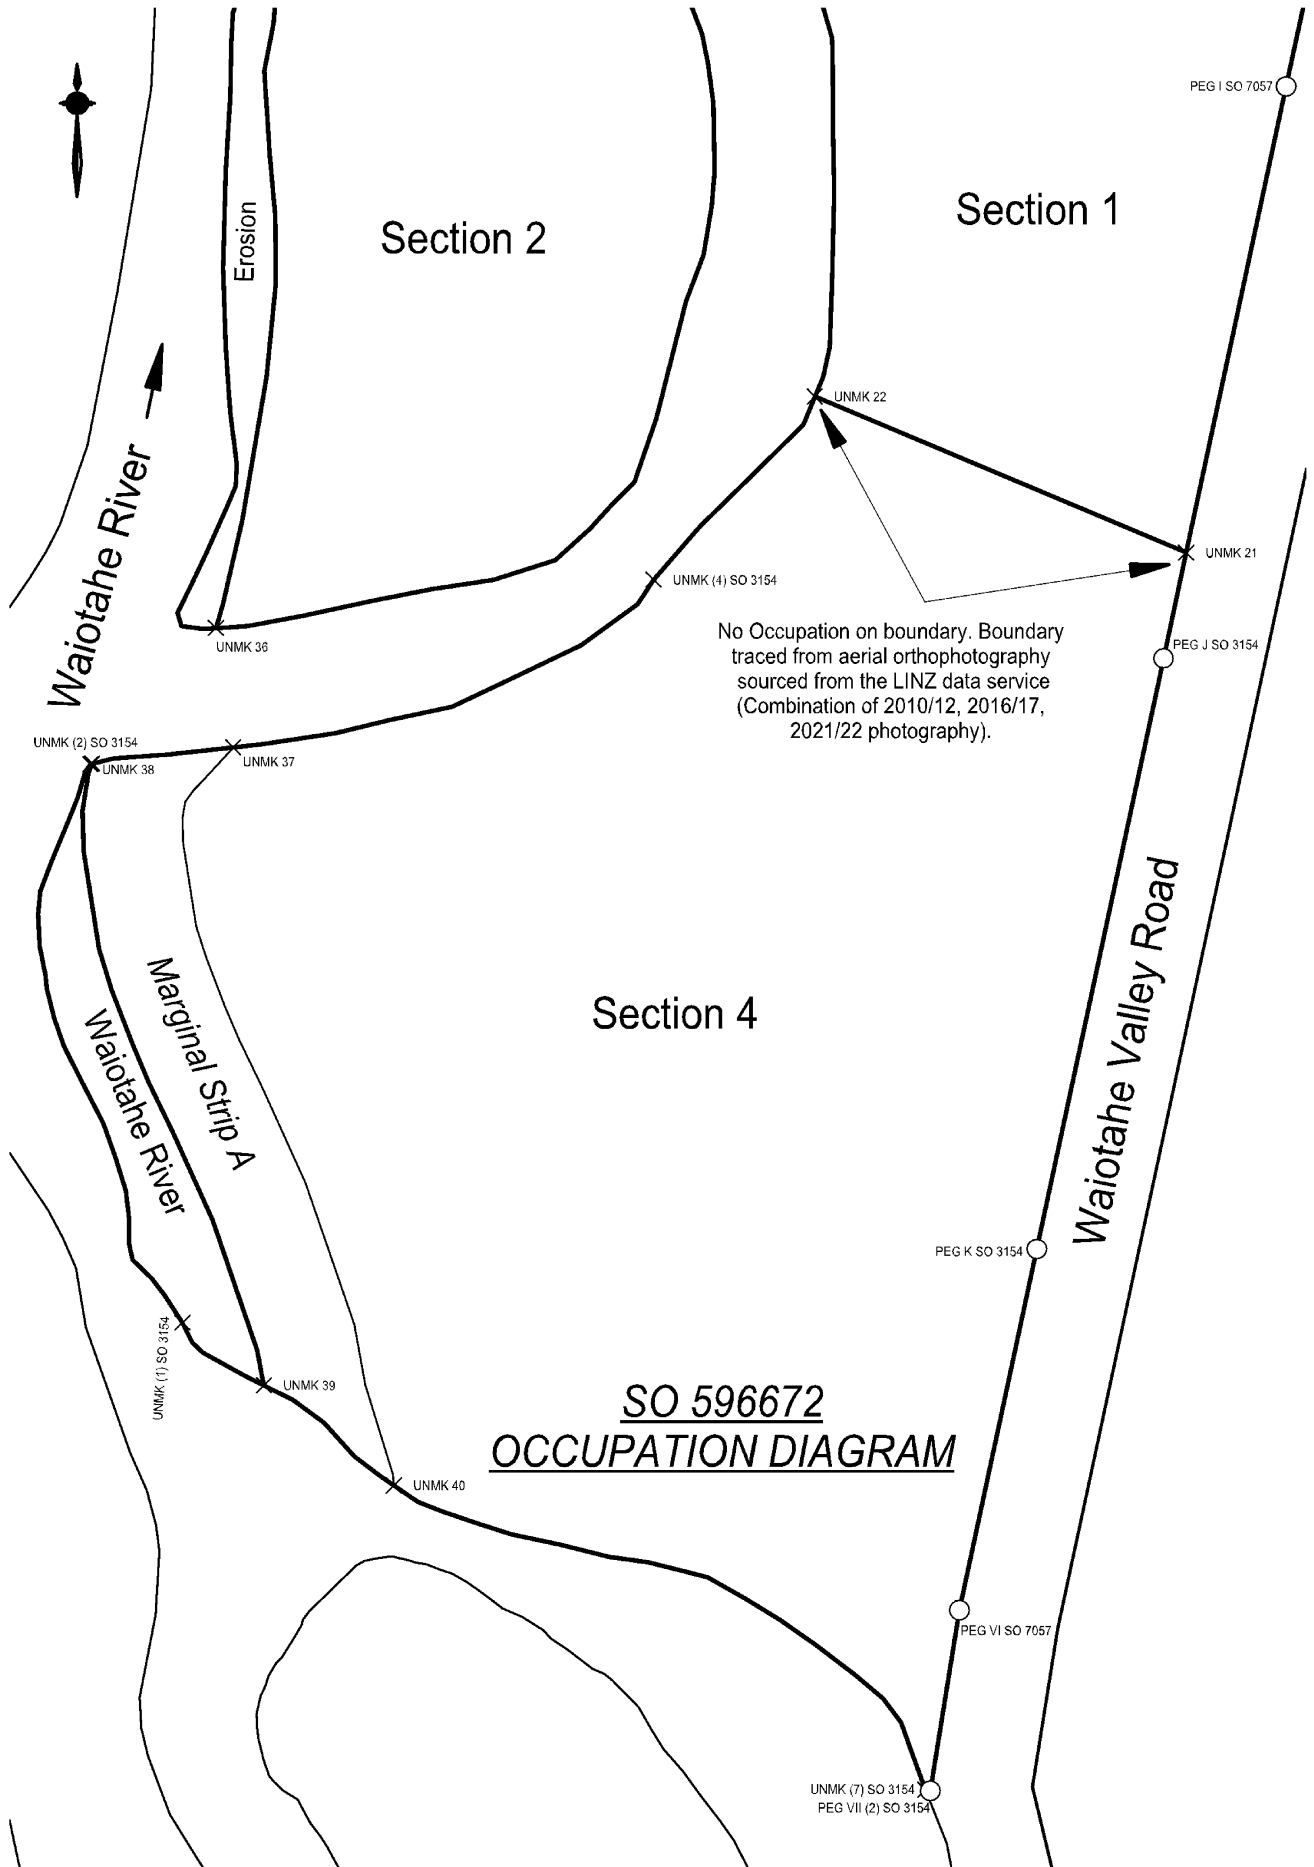 PEG I SO 7057
Section 1
Section 2
Erosion
UNMK 22
Waiotahe River
UNMK 21
UNMK (4) SO 3154
No Occupation on boundary. Boundary
traced from aerial orthophotography
sourced from the LINZ data service
(Combination of 2010/12, 2016/17,
2021/22 photography).
PEG J SO 3154
UNMK 36
UNMK (2) SO 3154
UNMK 38
UNMK 37
Waiotahe Valley Road
Marginal Strip A
Waiotahe River
Section 4
PEG K SO 3154
UNMK (1) SO 3154
UNMK 39
SO 596672
OCCUPATION DIAGRAM
UNMK 40
PEG VI SO 7057
UNMK (7) SO 3154
PEG VII (2) SO 3154